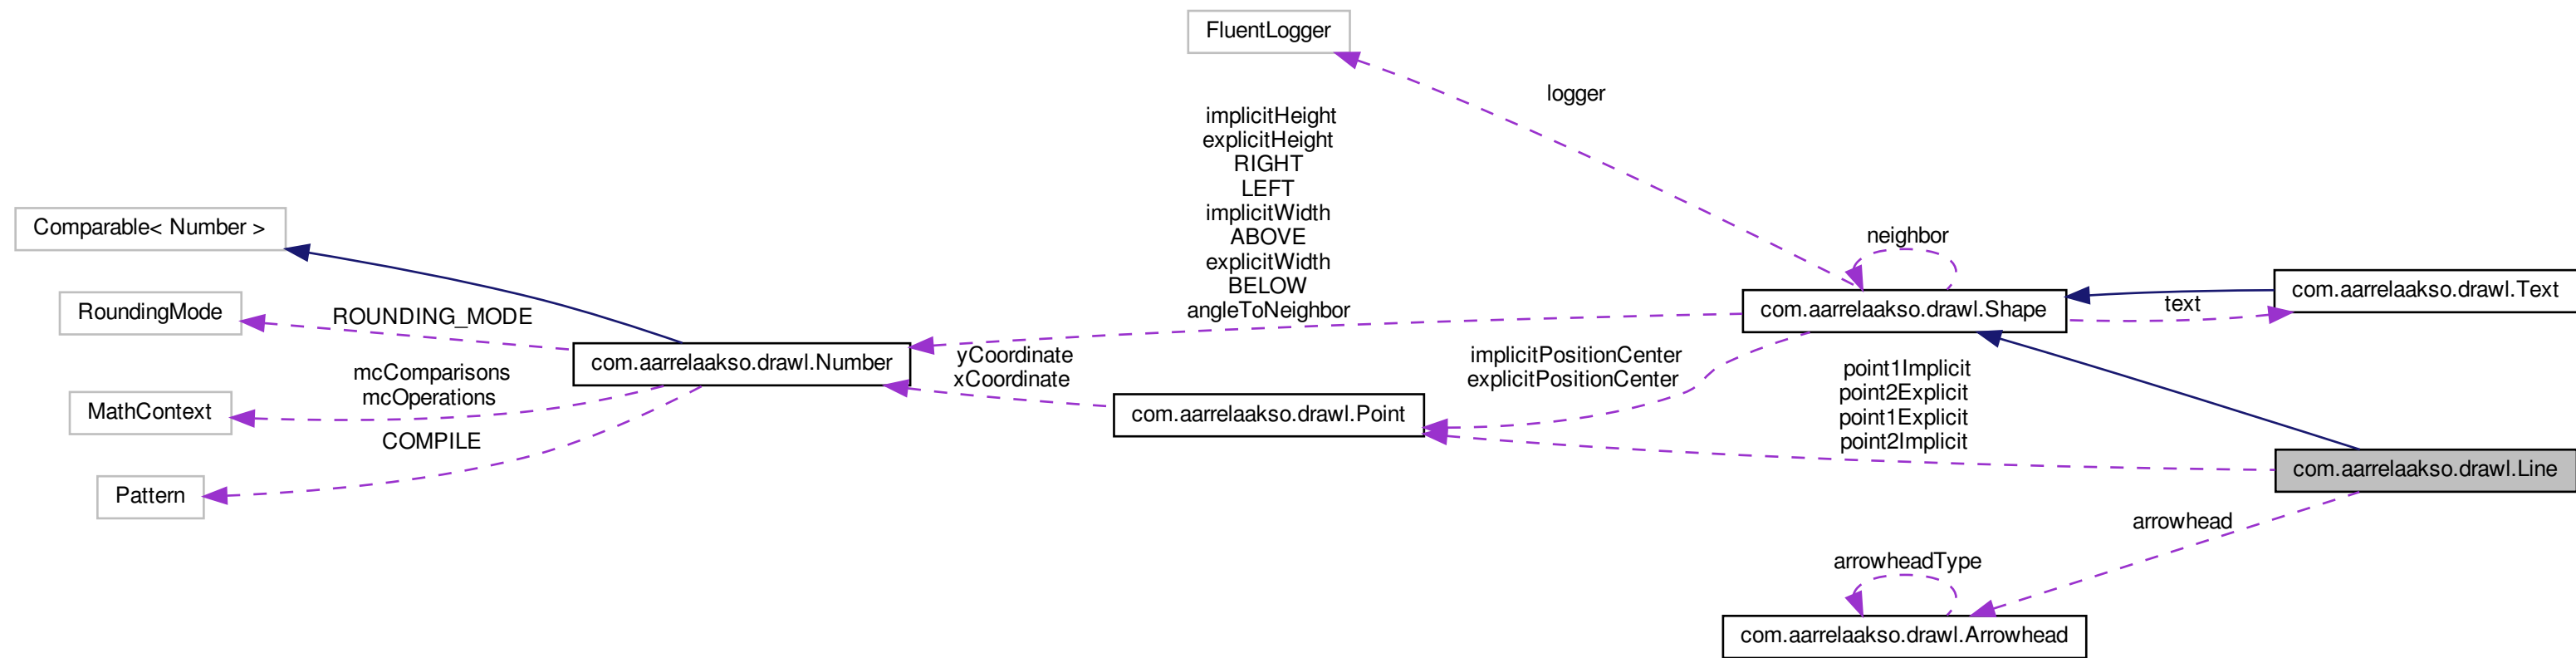 FluentLogger
logger
implicitHeight
explicitHeight
RIGHT
LEFT
implicitWidth
ABOVE
explicitWidth
BELOW
angleToNeighbor
Comparable< Number >
RoundingMode
ROUNDING_MODE
MathContext
mcComparisons
mcOperations
Pattern
COMPILE
com.aarrelaakso.drawl.Number
yCoordinate
xCoordinate
com.aarrelaakso.drawl.Point
implicitPositionCenter
explicitPositionCenter
neighbor
com.aarrelaakso.drawl.Shape
text
com.aarrelaakso.drawl.Text
point1Implicit
point2Explicit
point1Explicit
point2Implicit
com.aarrelaakso.drawl.Line
arrowhead
arrowheadType
com.aarrelaakso.drawl.Arrowhead